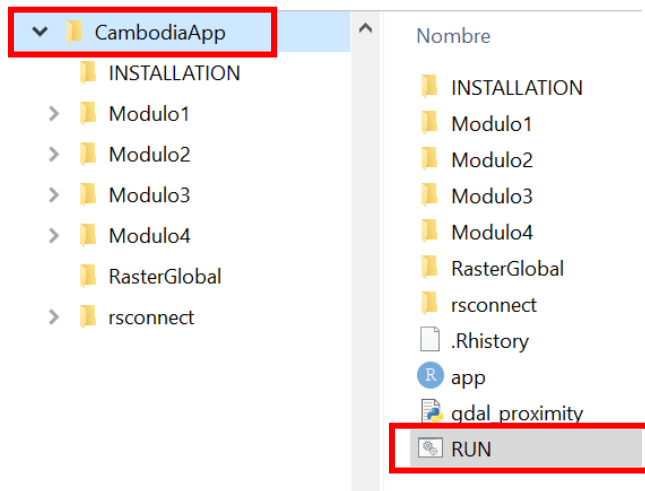 CambodiaApp
INSTALLATION
Modulo1
Modulo2
Modulo3
Modulo4
RasterGlobal
rsconnect
Nombre
INSTALLATION
Modulo1
Modulo2
Modulo3
Modulo4
RasterGlobal
rsconnect
.Rhistory
R app
gdal_proximity
RUN